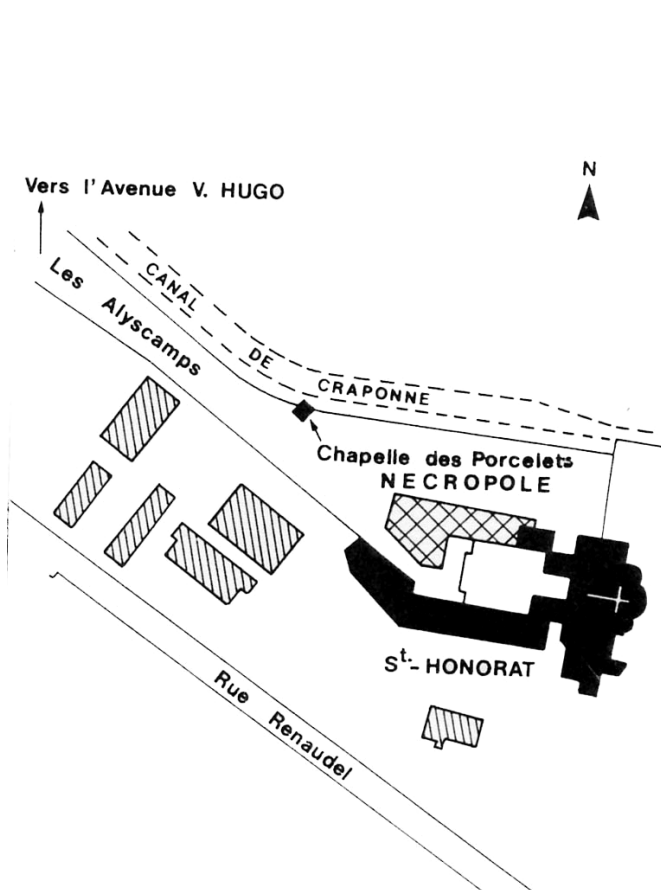 N
Vers l'Avenue V. HUGO
Les Alyscamps
CANAL DE CRAPONNE
Chapelle des Porcelets
NECROPOLE
St.-HONORAT
Rue Renaudel